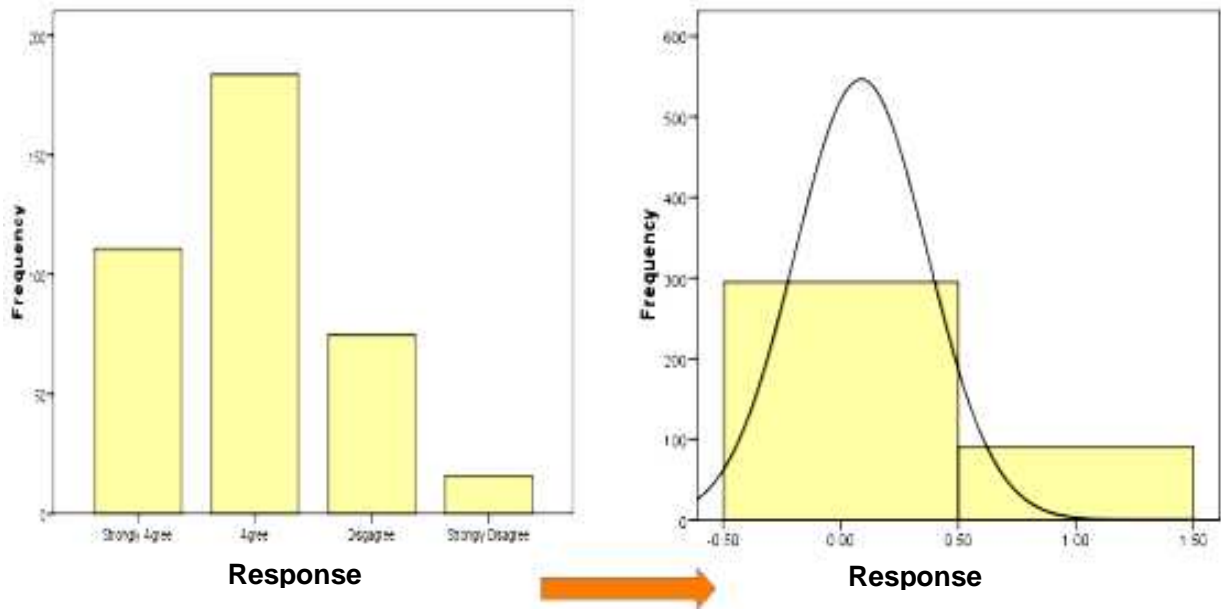 200
150
100
50
0
Frequency
Strongly Agree
Agree
Disagree
Strongly Disagree
Response
600
500
400
300
200
100
0
Frequency
-0.50
0.00
0.50
1.00
1.50
Response